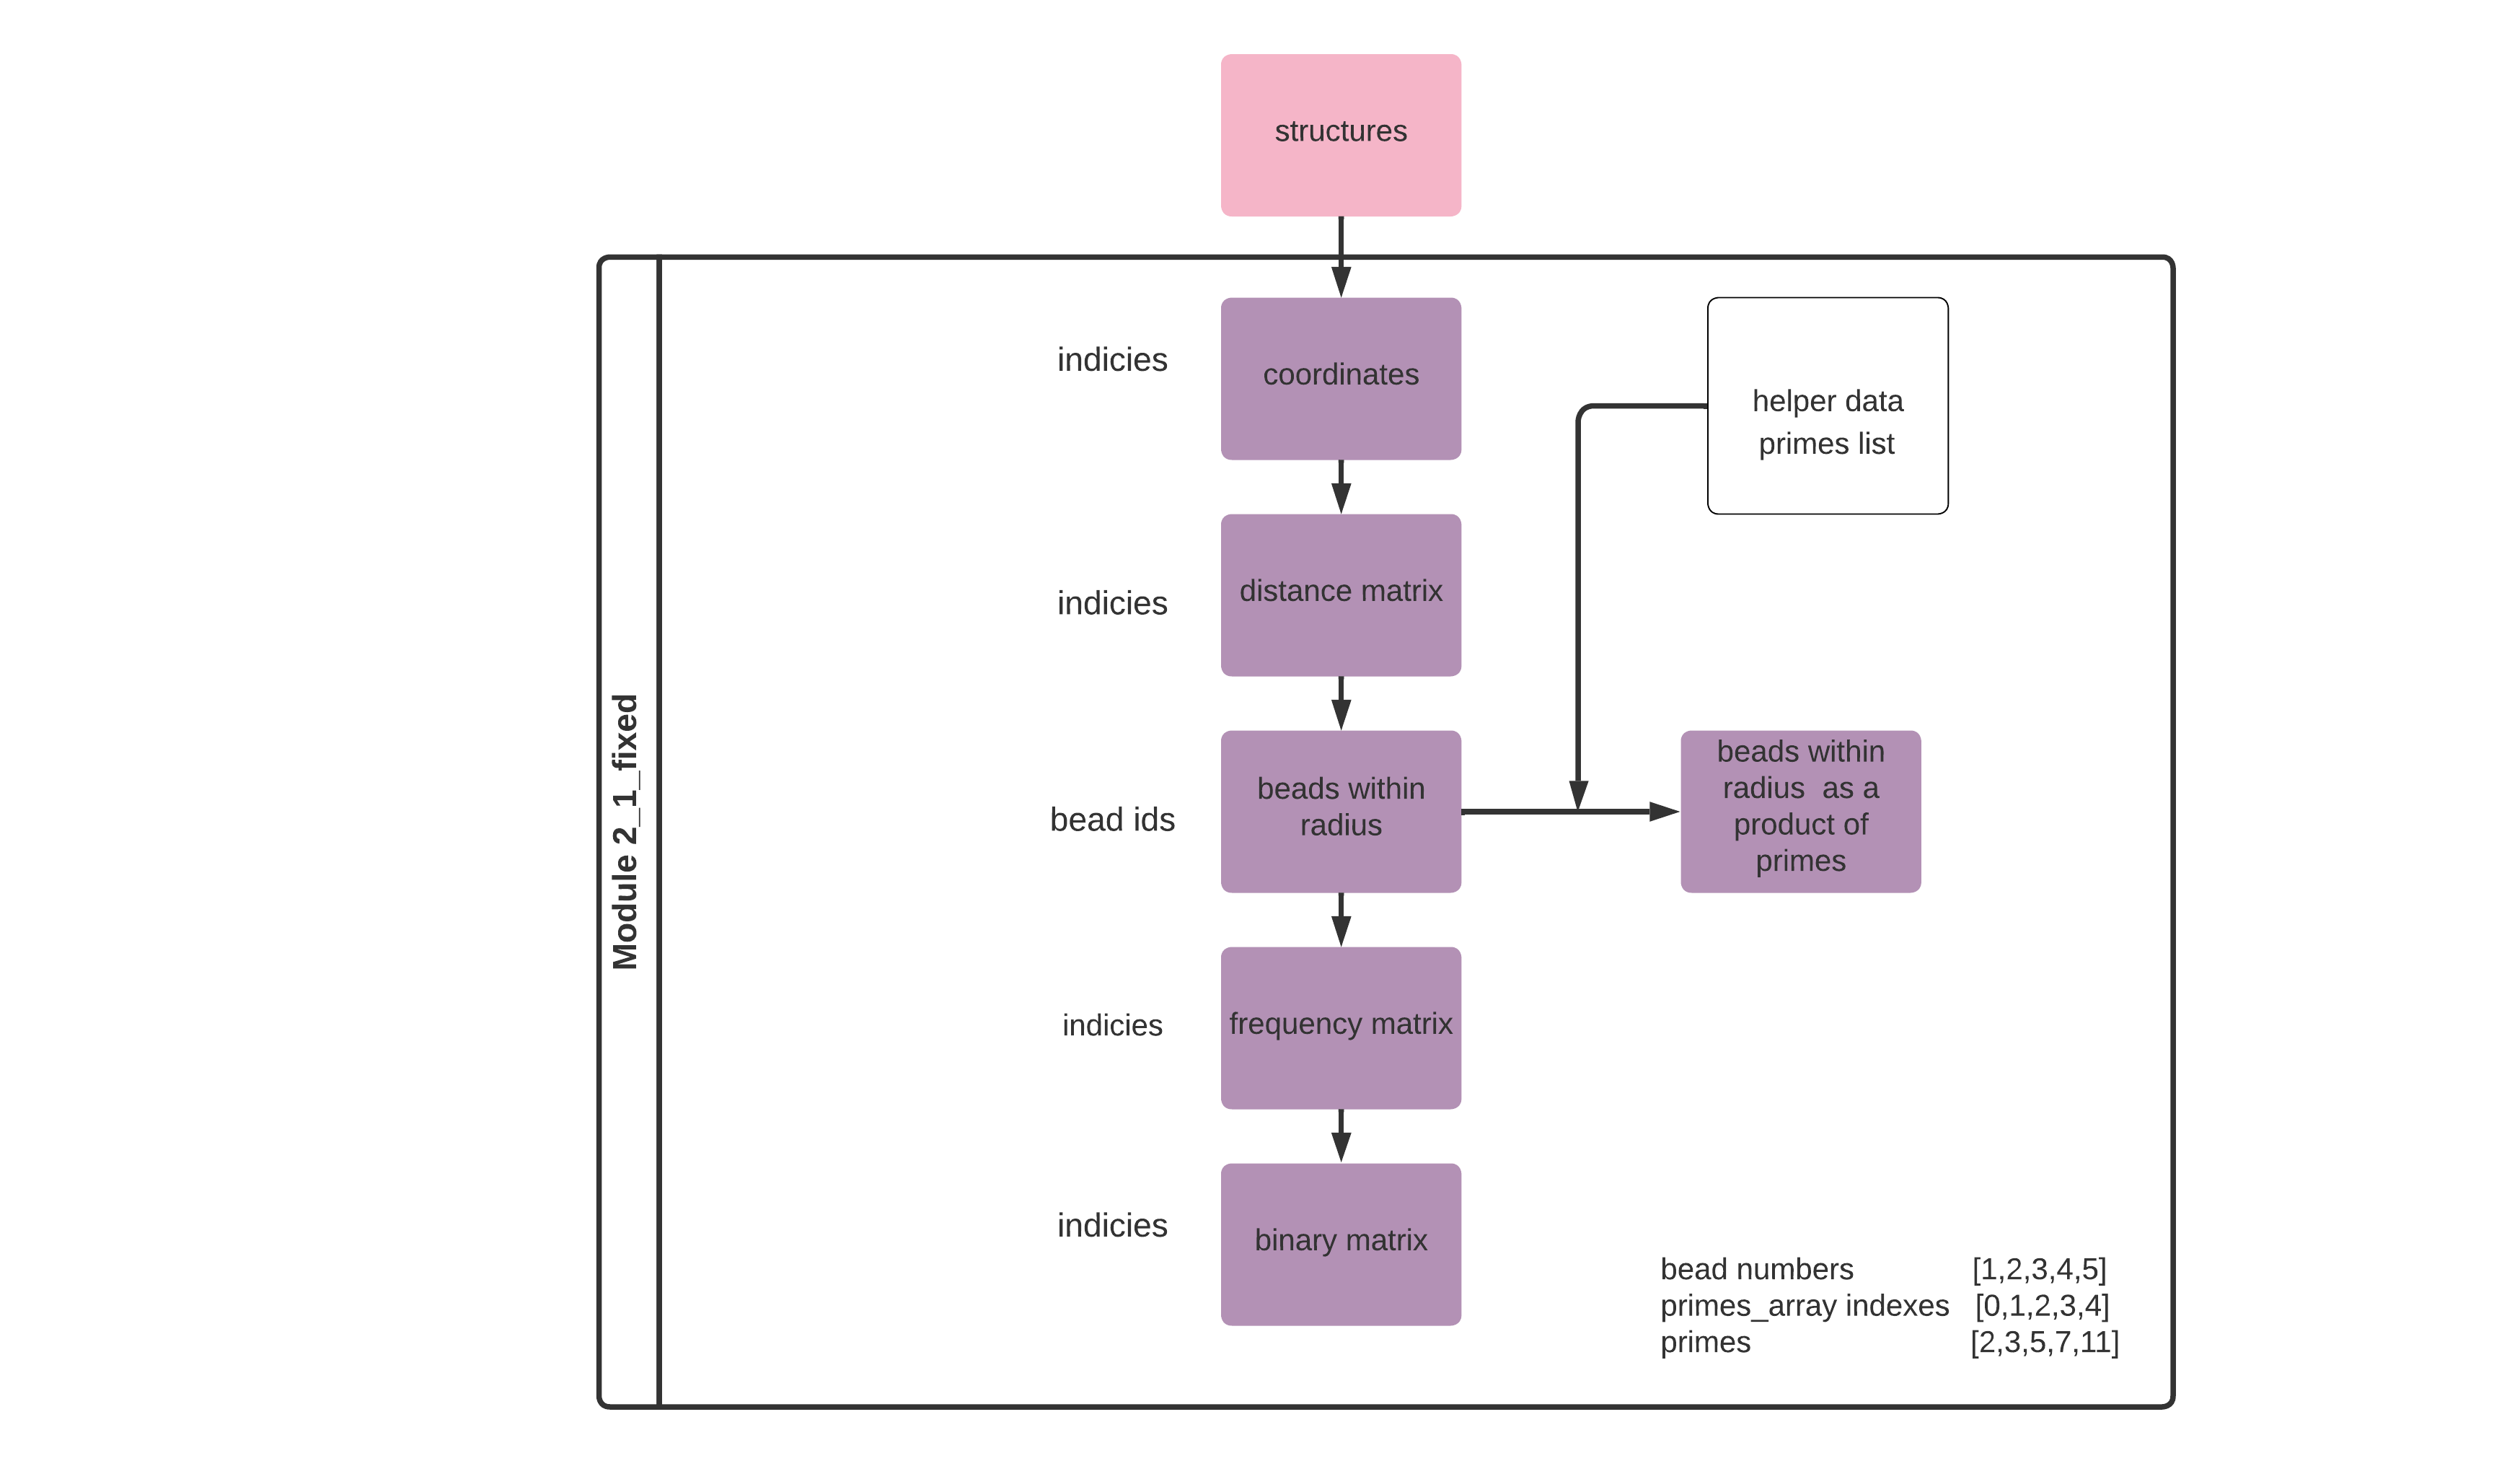 structures
Module 2_1_fixed
indicies
coordinates
helper data
primes list
indicies
distance matrix
bead ids
beads within
radius
beads within
radius  as a
product of
primes
indicies
frequency matrix
indicies
binary matrix
bead numbers [1,2,3,4,5]
primes_array indexes [0,1,2,3,4]
primes [2,3,5,7,11]